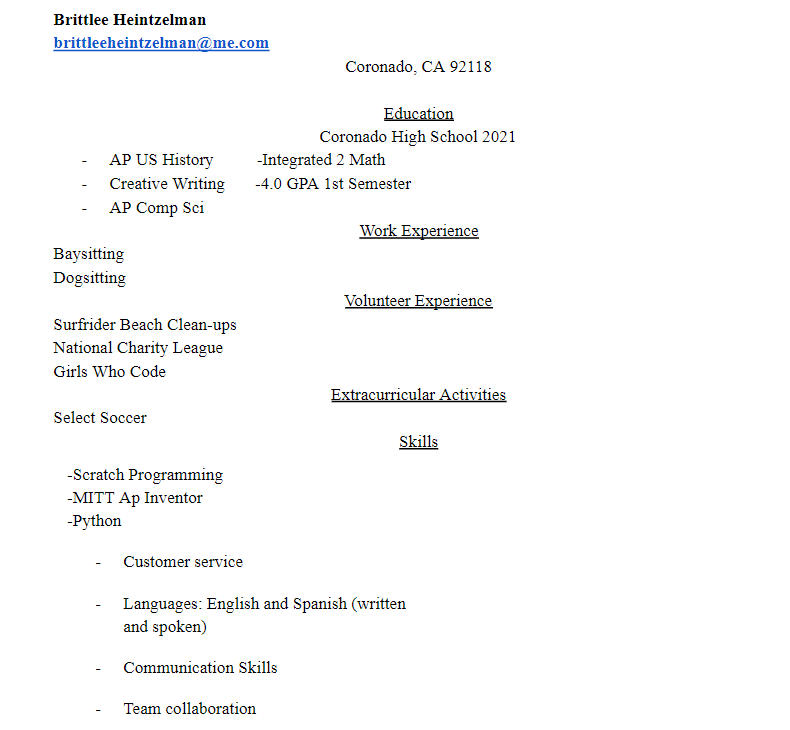 Brittlee Heintzelman
brittleeheintzelman@me.com
Coronado, CA 92118
Education
Coronado High School 2021
- AP US History -Integrated 2 Math
- Creative Writing -4.0 GPA 1st Semester
- AP Comp Sci
Work Experience
Baysitting
Dogsitting
Volunteer Experience
Surfrider Beach Clean-ups
National Charity League
Girls Who Code
Extracurricular Activities
Select Soccer
Skills
-Scratch Programming
-MITT Ap Inventor
-Python
- Customer service
- Languages: English and Spanish (written
and spoken)
- Communication Skills
- Team collaboration